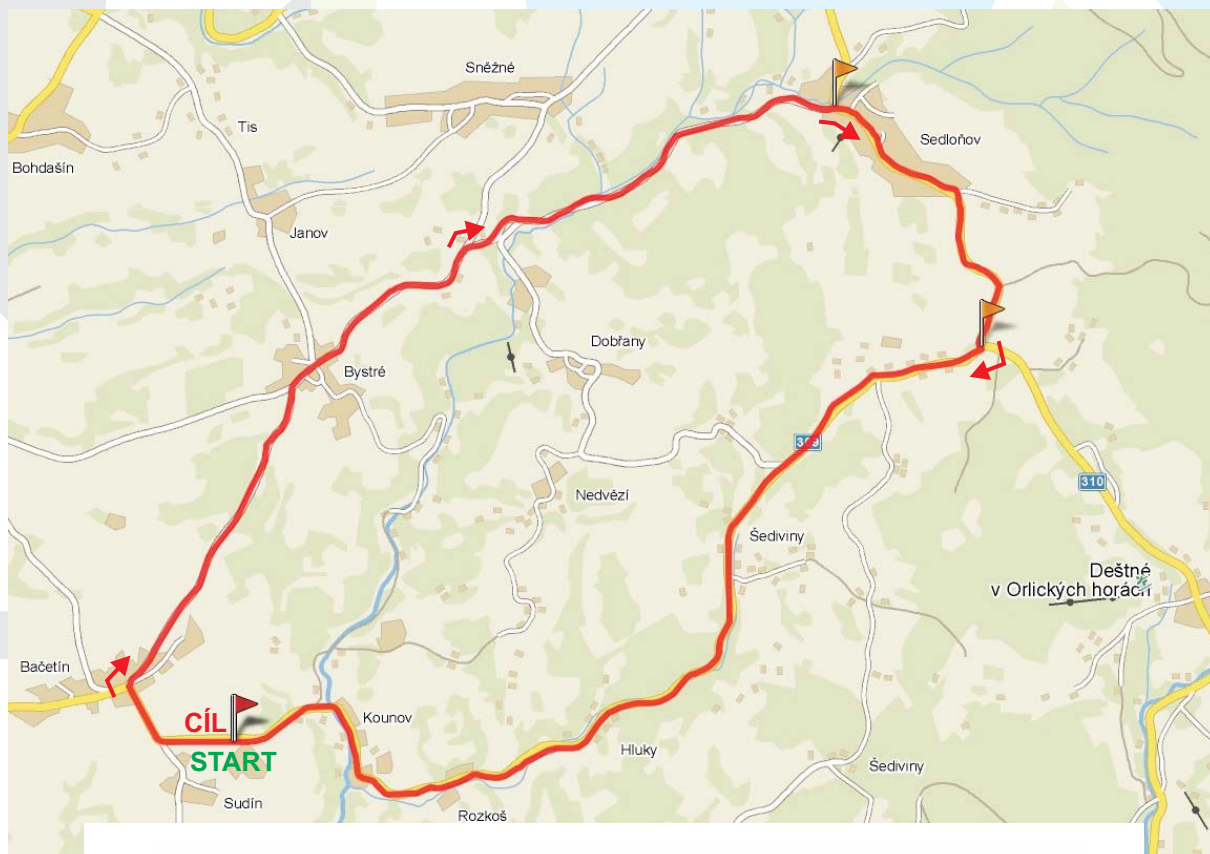 Sněžné
Tis
Sedloňov
Bohdašín
Janov
Dobřany
Bystré
309
310
Nedvězí
Šediviny
Deštné
v Orlických horách
Bačetín
CÍL
START
Kounov
Hluky
Šediviny
Sudín
Rozkoš